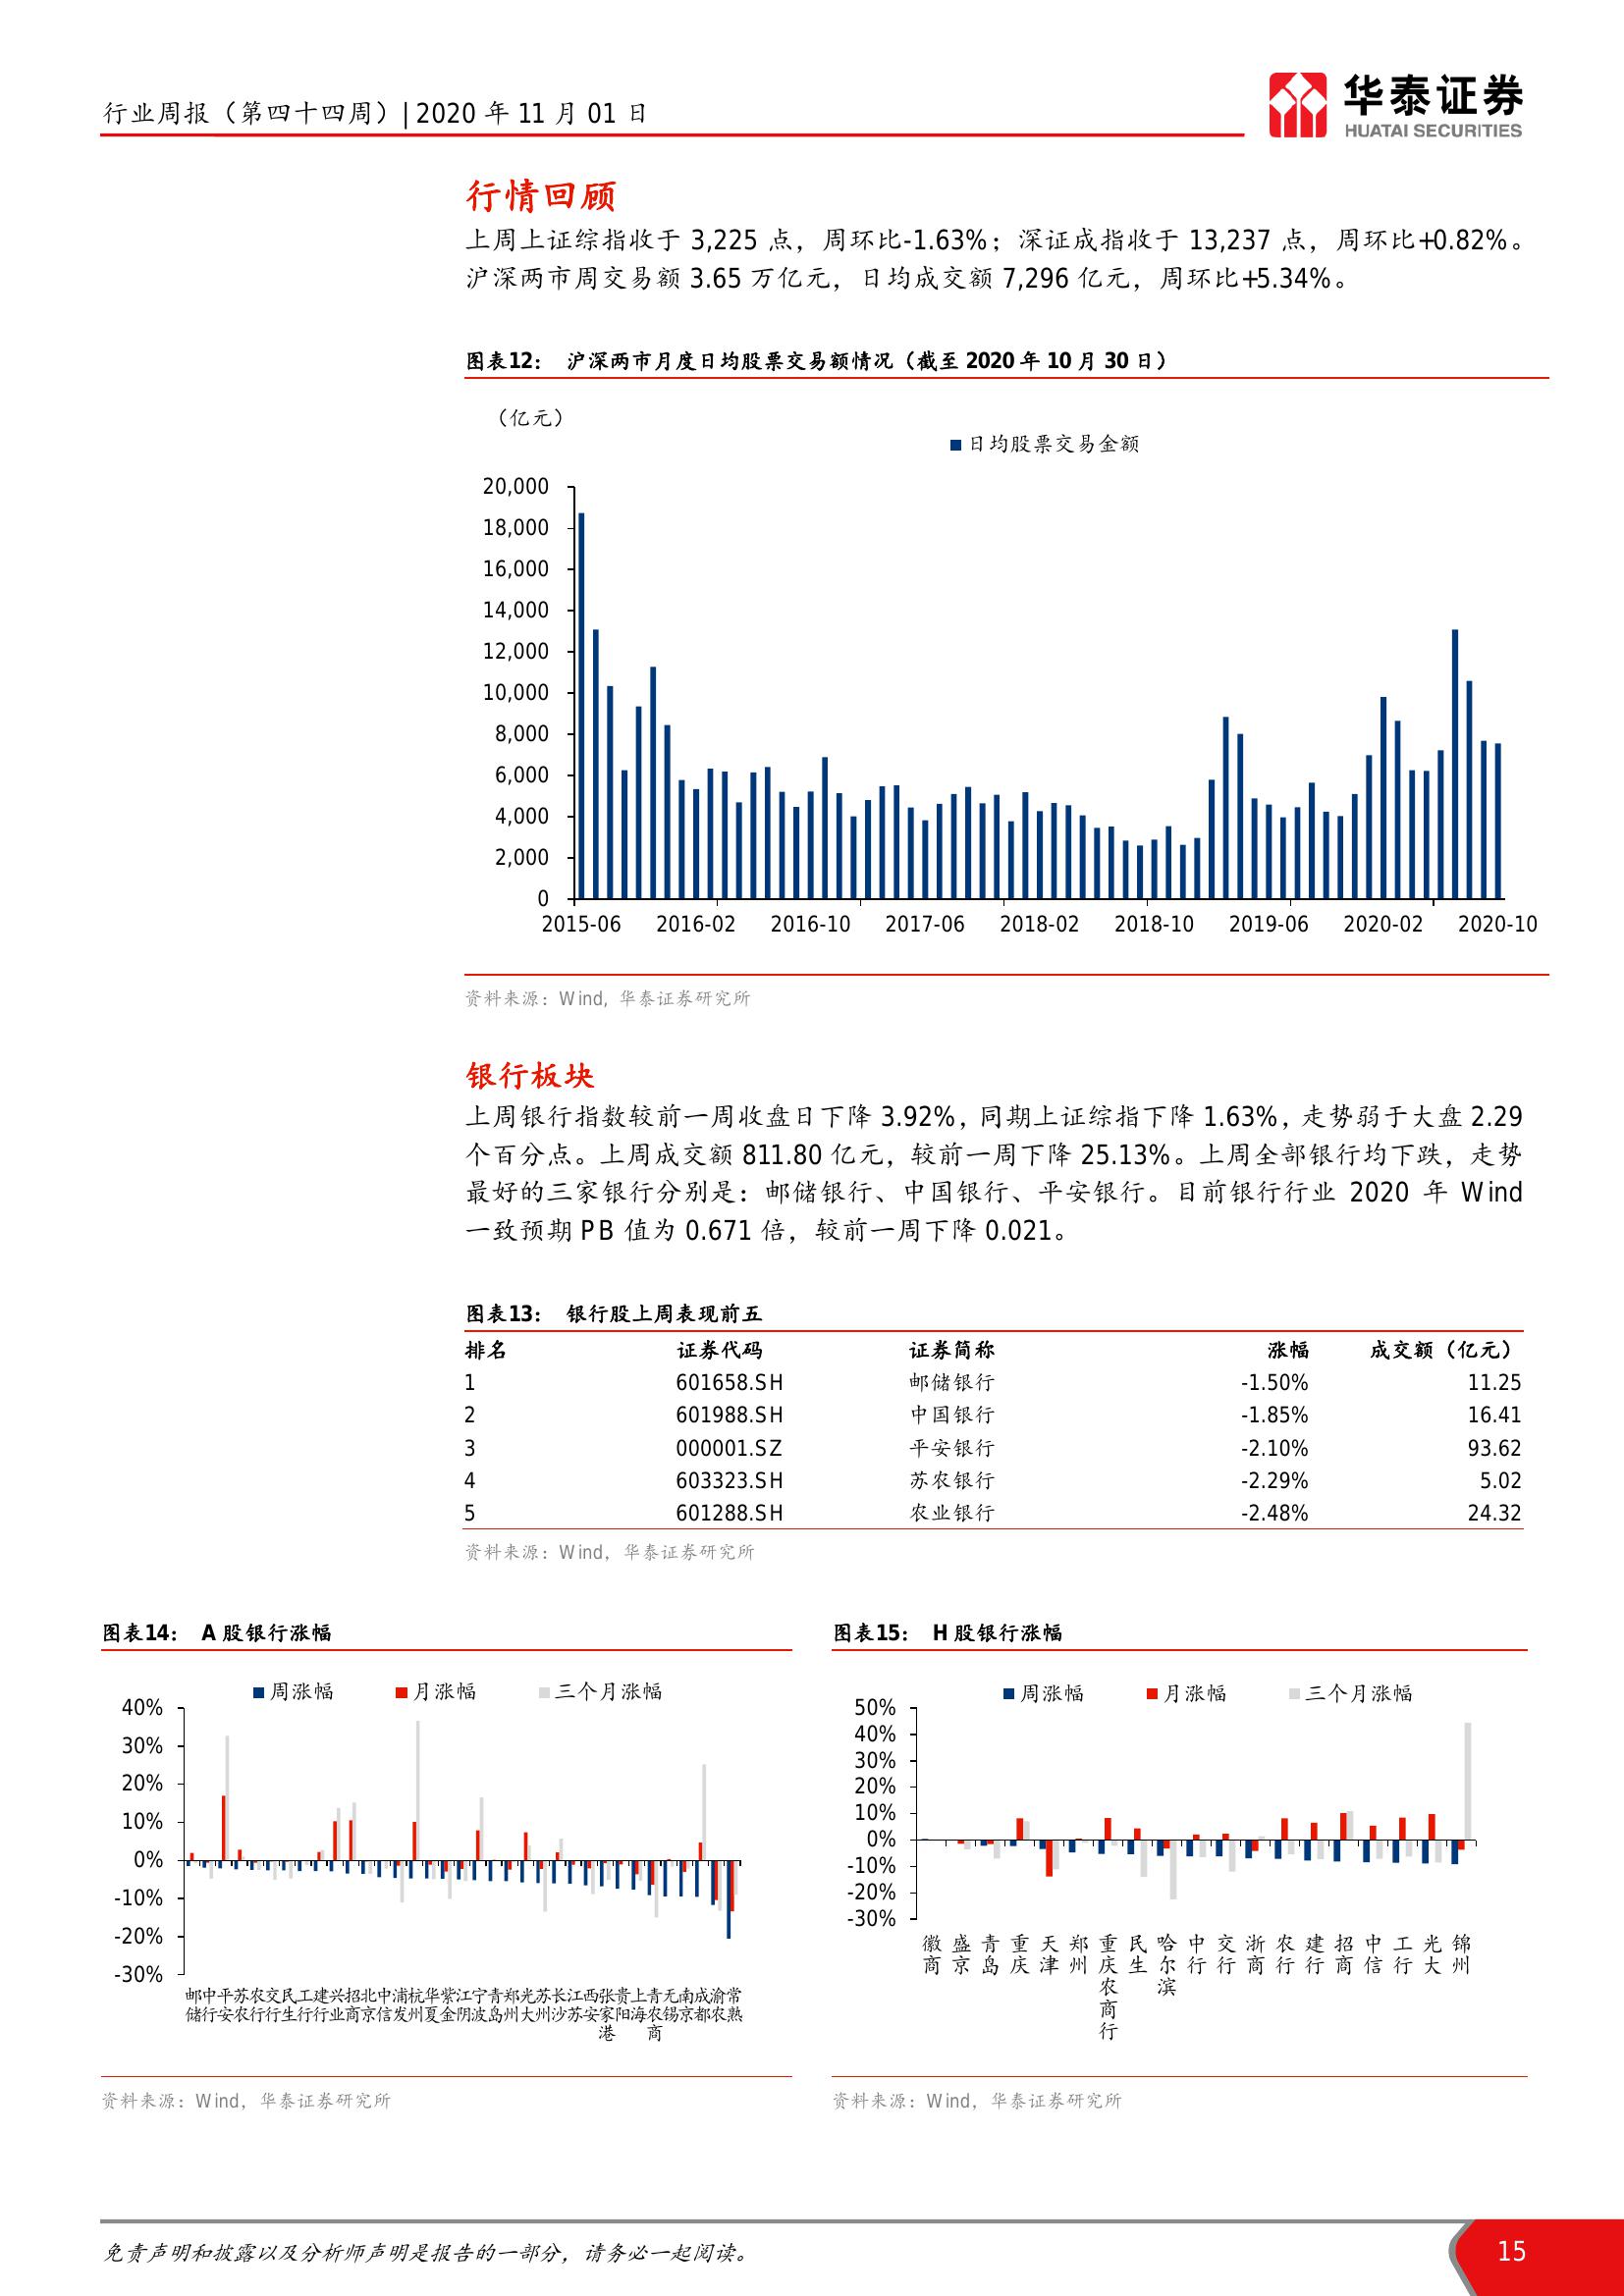 行业周报（第四十四周）| 2020 年 11 月 01 日
华泰证券
HUATAI SECURITIES
行情回顾
上周上证综指收于 3,225 点，周环比-1.63%；深证成指收于 13,237 点，周环比+0.82%。
沪深两市周交易额 3.65 万亿元，日均成交额 7,296 亿元，周环比+5.34%。
图表12： 沪深两市月度日均股票交易额情况（截至 2020 年 10 月 30 日）
（亿元）
日均股票交易金额
20,000
18,000
16,000
14,000
12,000
10,000
8,000
6,000
4,000
2,000
0
2015-06 2016-02 2016-10 2017-06 2018-02 2018-10 2019-06 2020-02 2020-10
资料来源：Wind, 华泰证券研究所
银行板块
上周银行指数较前一周收盘日下降 3.92%，同期上证综指下降 1.63%，走势弱于大盘 2.29
个百分点。上周成交额 811.80 亿元，较前一周下降 25.13%。上周全部银行均下跌，走势
最好的三家银行分别是：邮储银行、中国银行、平安银行。目前银行行业 2020 年 Wind
一致预期 PB 值为 0.671 倍，较前一周下降 0.021。
图表13： 银行股上周表现前五
排名 证券代码 证券简称 涨幅 成交额（亿元）
1 601658.SH 邮储银行 -1.50% 11.25
2 601988.SH 中国银行 -1.85% 16.41
3 000001.SZ 平安银行 -2.10% 93.62
4 603323.SH 苏农银行 -2.29% 5.02
5 601288.SH 农业银行 -2.48% 24.32
资料来源：Wind，华泰证券研究所
图表14： A 股银行涨幅
周涨幅 月涨幅 三个月涨幅
40%
30%
20%
10%
0%
-10%
-20%
-30%
邮中平苏农交民工建兴招北中浦杭华紫江宁青郑光苏长江西张贵上青无南成渝常
储行安农行行生行行业商京信发州夏金阴波岛州大州沙苏安家阳海农锡京都农熟
港 商
资料来源：Wind，华泰证券研究所
图表15： H 股银行涨幅
周涨幅 月涨幅 三个月涨幅
50%
40%
30%
20%
10%
0%
-10%
-20%
-30%
徽商 盛京 青岛 重庆 天津 郑州 重庆农商行 民生 哈尔滨 中行 交行 浙商 农行 建行 招商 中信 工行 光大 锦州
资料来源：Wind，华泰证券研究所
免责声明和披露以及分析师声明是报告的一部分，请务必一起阅读。
15